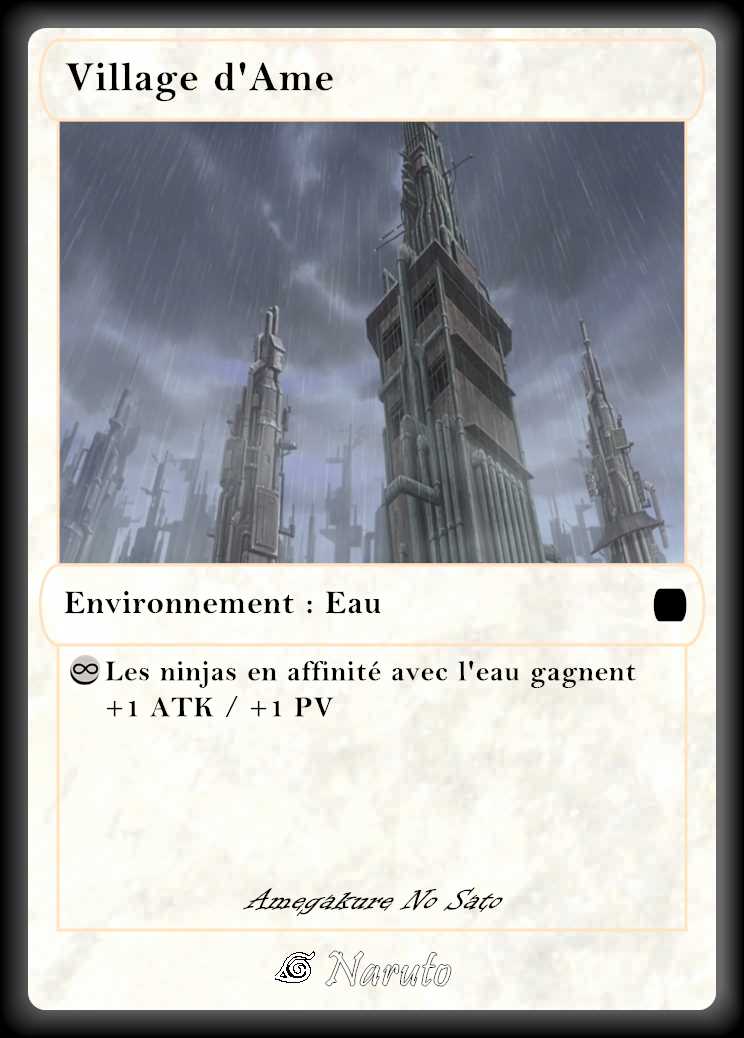 Village d'Ame
Environnement : Eau
∞ Les ninjas en affinité avec l'eau gagnent
+1 ATK / +1 PV
Amegakure No Sato
Naruto